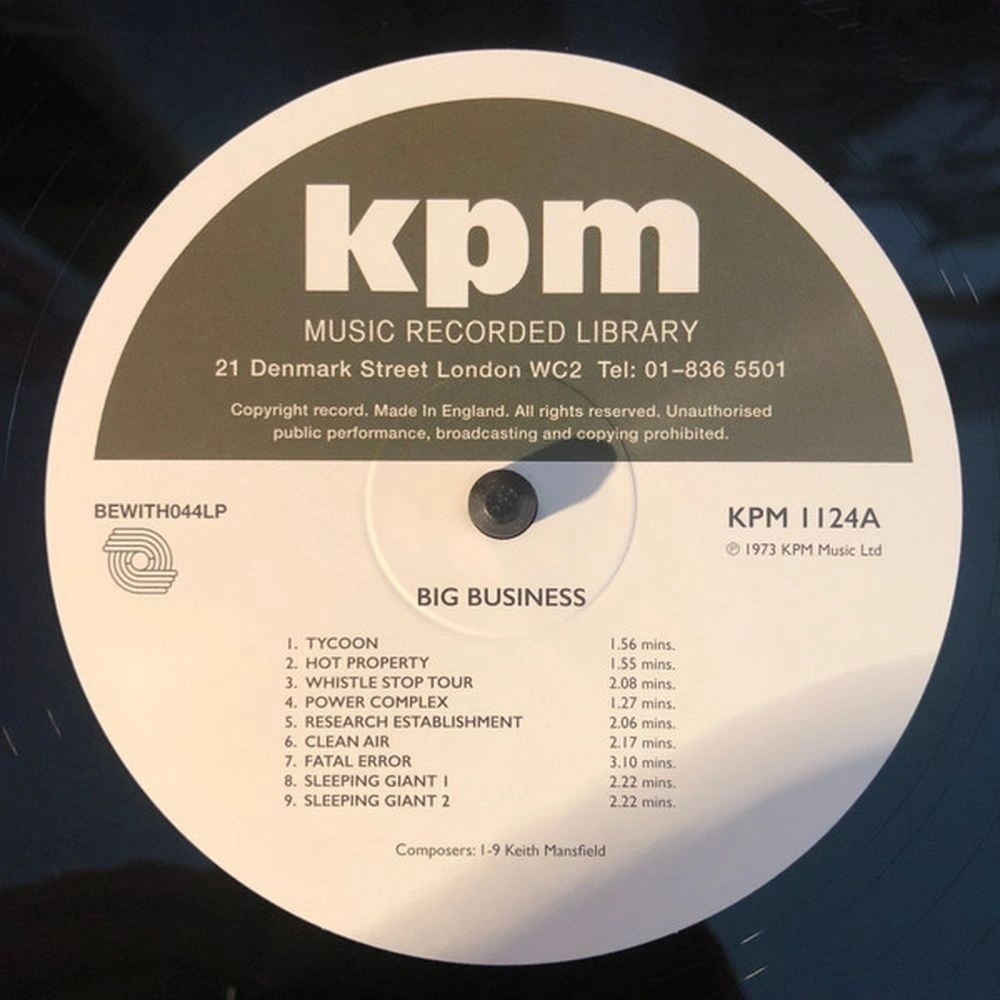 kpm
MUSIC RECORDED LIBRARY
21 Denmark Street London WC2 Tel: 01–836 5501
Copyright record. Made In England. All rights reserved. Unauthorised
public performance, broadcasting and copying prohibited.
BEWITH044LP
KPM 1124A
℗ 1973 KPM Music Ltd
BIG BUSINESS
1. TYCOON 1.56 mins.
2. HOT PROPERTY 1.55 mins.
3. WHISTLE STOP TOUR 2.08 mins.
4. POWER COMPLEX 1.27 mins.
5. RESEARCH ESTABLISHMENT 2.06 mins.
6. CLEAN AIR 2.17 mins.
7. FATAL ERROR 3.10 mins.
8. SLEEPING GIANT 1 2.22 mins.
9. SLEEPING GIANT 2 2.22 mins.
Composers: 1-9 Keith Mansfield